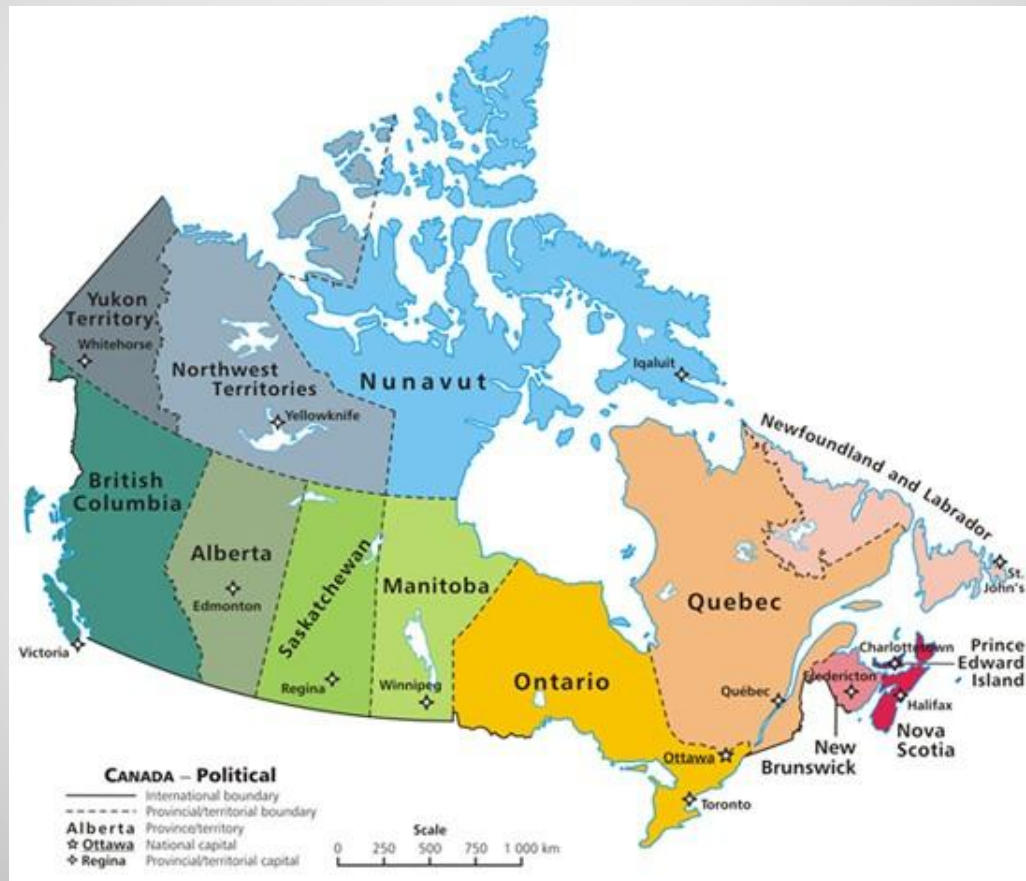 Yukon
Territory
Whitehorse
Northwest
Territories
Yellowknife
Nunavut
Iqaluit
British
Columbia
Victoria
Alberta
Edmonton
Saskatchewan
Regina
Manitoba
Winnipeg
Ontario
Ottawa
Toronto
Quebec
Québec
Newfoundland and Labrador
St.
John's
Charlottetown
Prince
Edward
Island
Fredericton
Halifax
Nova
Scotia
New
Brunswick
CANADA – Political
International boundary
Provincial/territorial boundary
Alberta Province/territory
Ottawa National capital
Regina Provincial/territorial capital
Scale
0 250 500 750 1 000 km